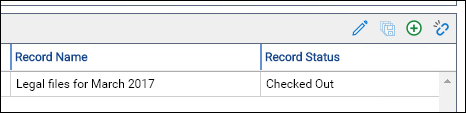 Record Name Record Status
Legal files for March 2017 Checked Out